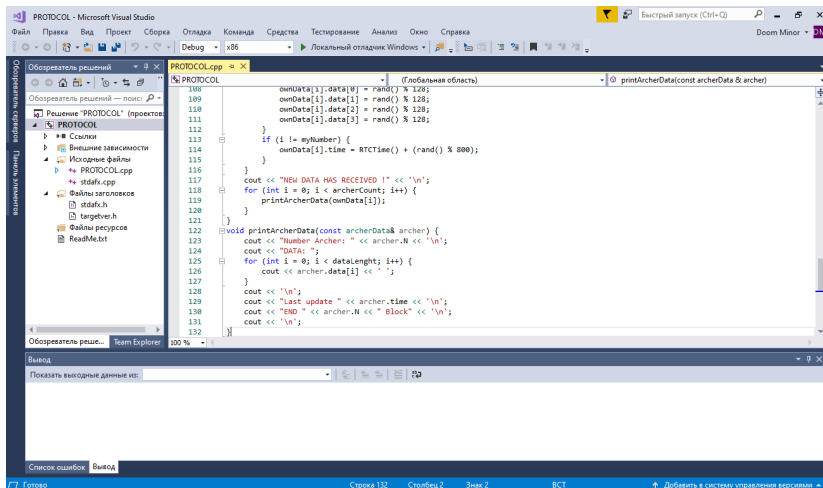 PROTOCOL - Microsoft Visual Studio
Быстрый запуск (Ctrl+Q)
Файл Правка Вид Проект Сборка Отладка Команда Средства Тестирование Анализ Окно Справка
Doom Minor
DM
Debug x86 Локальный отладчик Windows
Обозреватель серверов
Панель элементов
Обозреватель решений
Обозреватель решений — поис
Решение "PROTOCOL" (проектов:
PROTOCOL
Ссылки
Внешние зависимости
Исходные файлы
PROTOCOL.cpp
stdafx.cpp
Файлы заголовков
stdafx.h
targetver.h
Файлы ресурсов
ReadMe.txt
Обозреватель реше... Team Explorer
PROTOCOL.cpp
PROTOCOL (Глобальная область) printArcherData(const archerData & archer)
108 ownData[i].data[0] = rand() % 128;
109 ownData[i].data[1] = rand() % 128;
110 ownData[i].data[2] = rand() % 128;
111 ownData[i].data[3] = rand() % 128;
112 }
113 if (i != myNumber) {
114 ownData[i].time = RTCTime() + (rand() % 800);
115 }
116 }
117 cout << "NEW DATA HAS RECEIVED !" << '\n';
118 for (int i = 0; i < archerCount; i++) {
119 printArcherData(ownData[i]);
120 }
121 }
122 void printArcherData(const archerData& archer) {
123 cout << "Number Archer: " << archer.N << '\n';
124 cout << "DATA: ";
125 for (int i = 0; i < dataLenght; i++) {
126 cout << archer.data[i] << ' ';
127 }
128 cout << '\n';
129 cout << "Last update " << archer.time << '\n';
130 cout << "END " << archer.N << " Block" << '\n';
131 cout << '\n';
132 }
100 %
Вывод
Показать выходные данные из:
Список ошибок Вывод
Готово Строка 132 Столбец 2 Знак 2 ВСТ Добавить в систему управления версиями